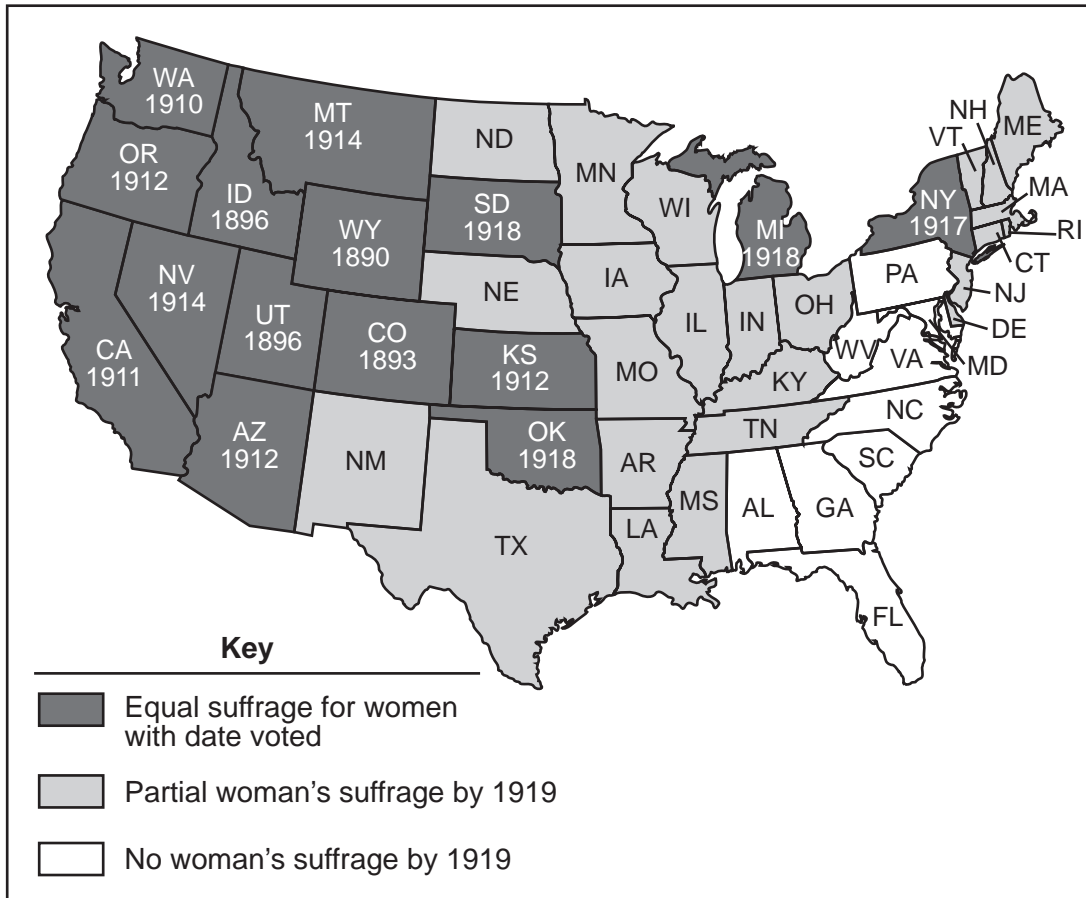 WA
1910
MT
1914
ND
MN
VT
NH
ME
OR
1912
ID
1896
SD
1918
WI
MI
1918
NY
1917
MA
RI
CT
WY
1890
NV
1914
NE
IA
PA
NJ
UT
1896
CO
1893
IL
IN
OH
DE
CA
1911
KS
1912
MO
WV
VA
MD
KY
AZ
1912
NM
OK
1918
TN
NC
AR
SC
MS
AL
GA
TX
LA
FL
Key
Equal suffrage for women
with date voted
Partial woman's suffrage by 1919
No woman's suffrage by 1919